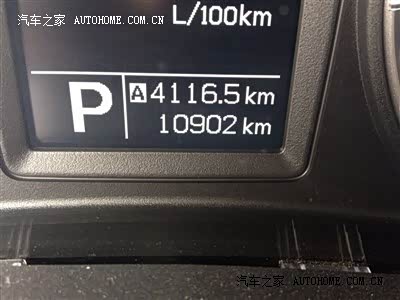 汽车之家 AUTOHOME.COM.CN
L/100km
P
A 4116.5 km
10902 km
汽车之家 AUTOHOME.COM.CN